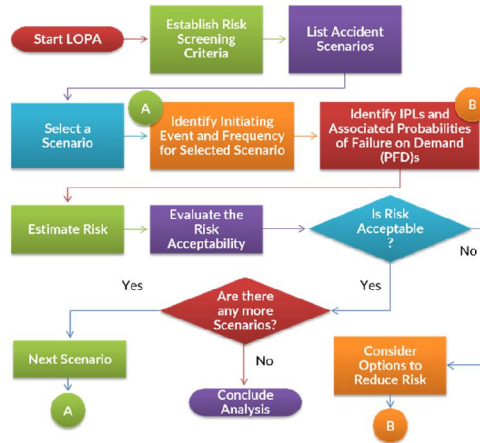 Start LOPA
Establish Risk
Screening
Criteria
List Accident
Scenarios
Select a
Scenario
A
Identify Initiating
Event and Frequency
for Selected Scenario
B
Identify IPLs and
Associated Probabilities
of Failure on Demand
(PFD)s
Estimate Risk
Evaluate the
Risk
Acceptability
Is Risk
Acceptable
?
No
Yes
Yes
Are there
any more
Scenarios?
No
Next Scenario
A
Conclude
Analysis
Consider
Options to
Reduce Risk
B